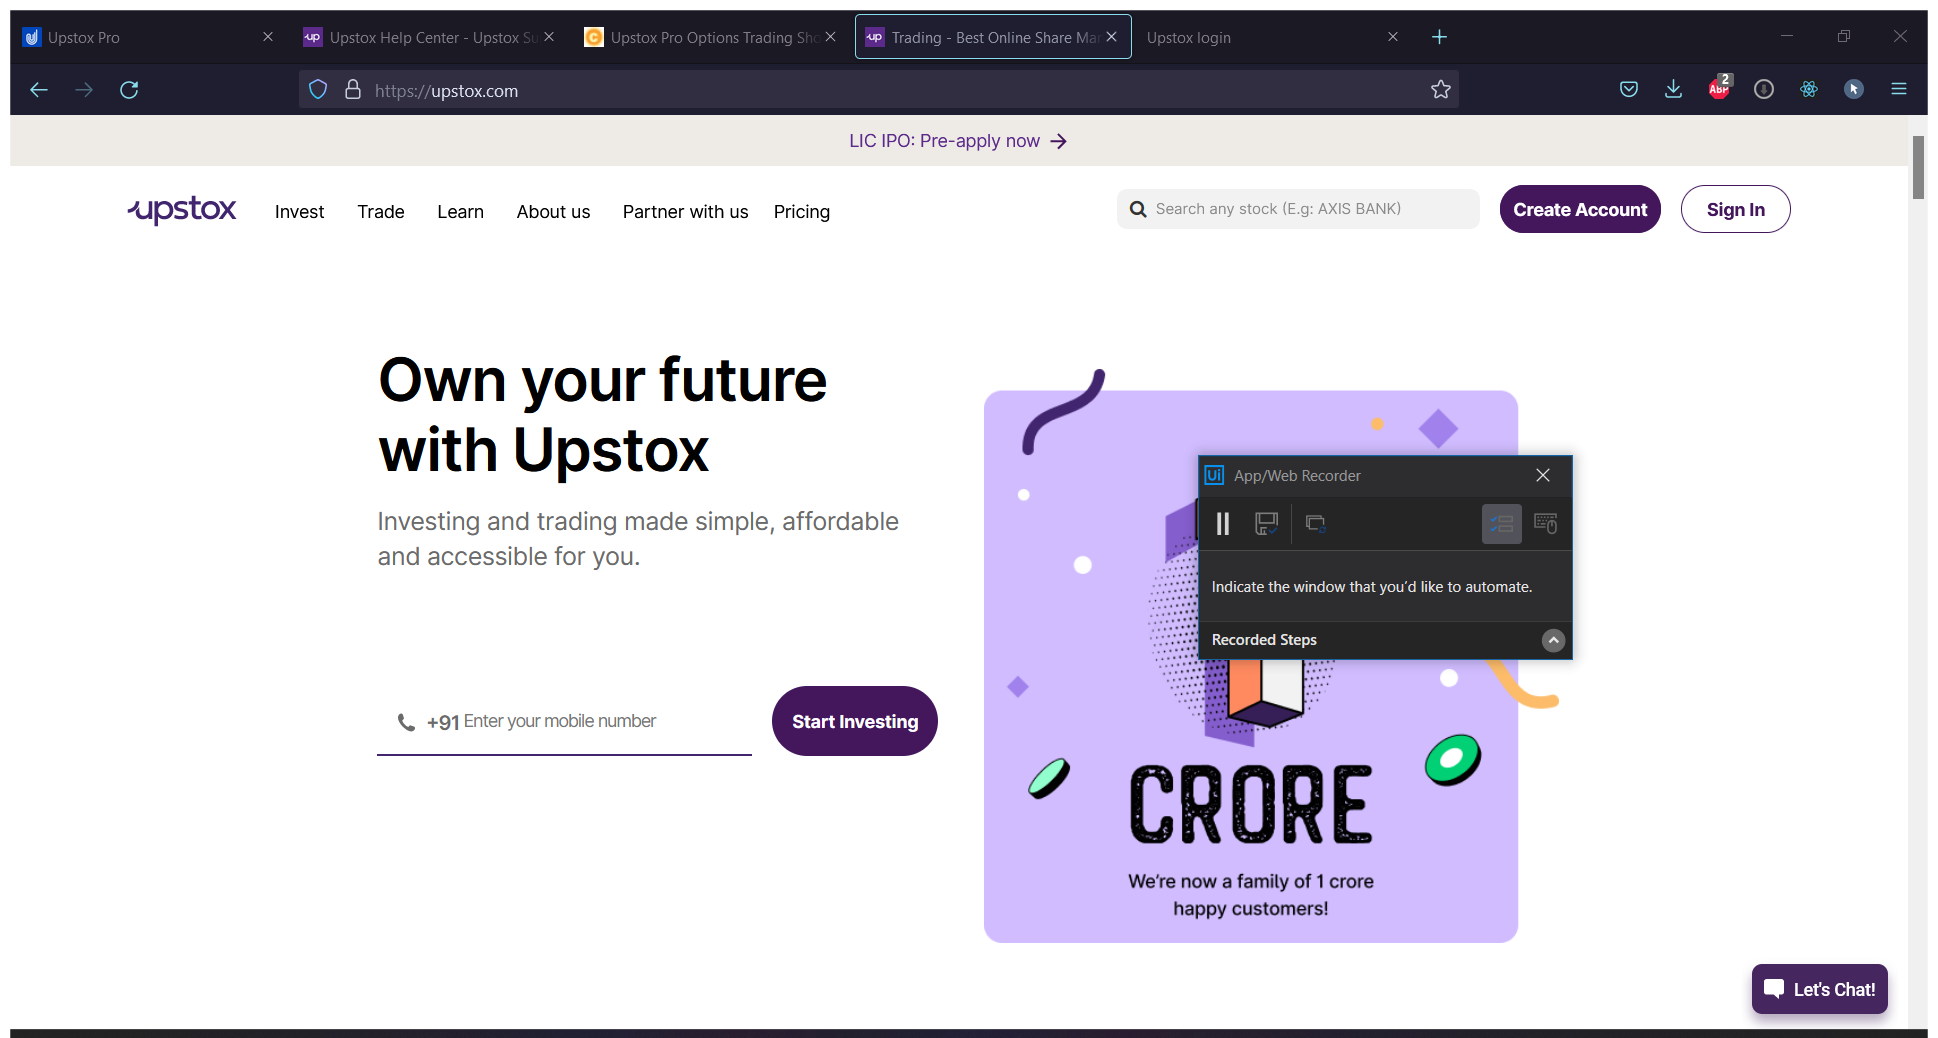 Upstox Pro
Upstox Help Center - Upstox Su
Upstox Pro Options Trading Sho
Trading - Best Online Share Mar
Upstox login
https://upstox.com
2
ABP
LIC IPO: Pre-apply now
upstox
Invest
Trade
Learn
About us
Partner with us
Pricing
Search any stock (E.g: AXIS BANK)
Create Account
Sign In
Own your future
with Upstox
Investing and trading made simple, affordable
and accessible for you.
+91 Enter your mobile number
Start Investing
Ui App/Web Recorder
Indicate the window that you'd like to automate.
Recorded Steps
CRORE
We're now a family of 1 crore
happy customers!
Let's Chat!